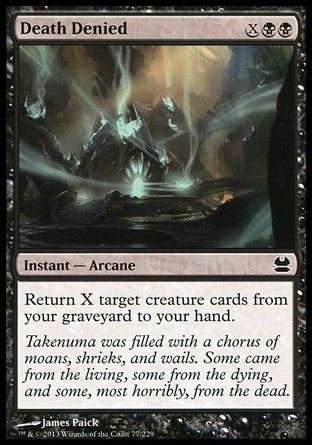 Death Denied X
Instant — Arcane
Return X target creature cards from
your graveyard to your hand.
Takenuma was filled with a chorus of
moans, shrieks, and wails. Some came
from the living, some from the dying,
and some, most horribly, from the dead.
James Paick
™ & © 2013 Wizards of the Coast 77/229